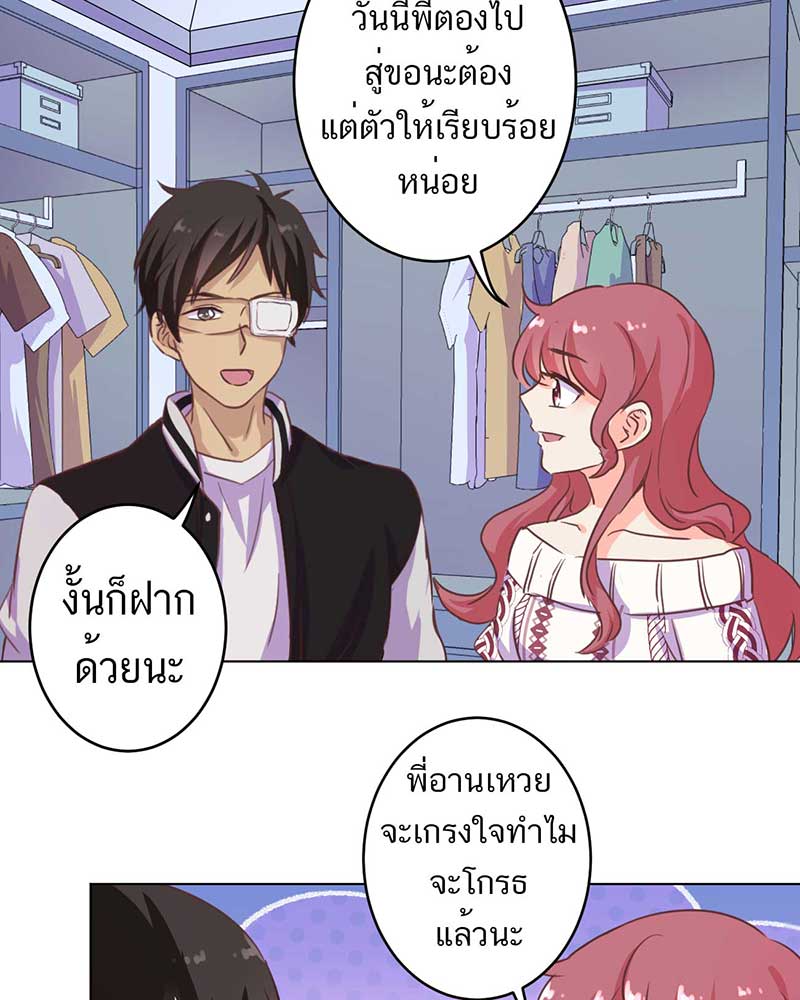 วันนี้พี่ต้องไป
สู่ขอนะต้อง
แต่ตัวให้เรียบร้อย
หน่อย
งั้นก็ฝาก
ด้วยนะ
พี่อานเหวย
จะเกรงใจทำไม
จะโกรธ
แล้วนะ